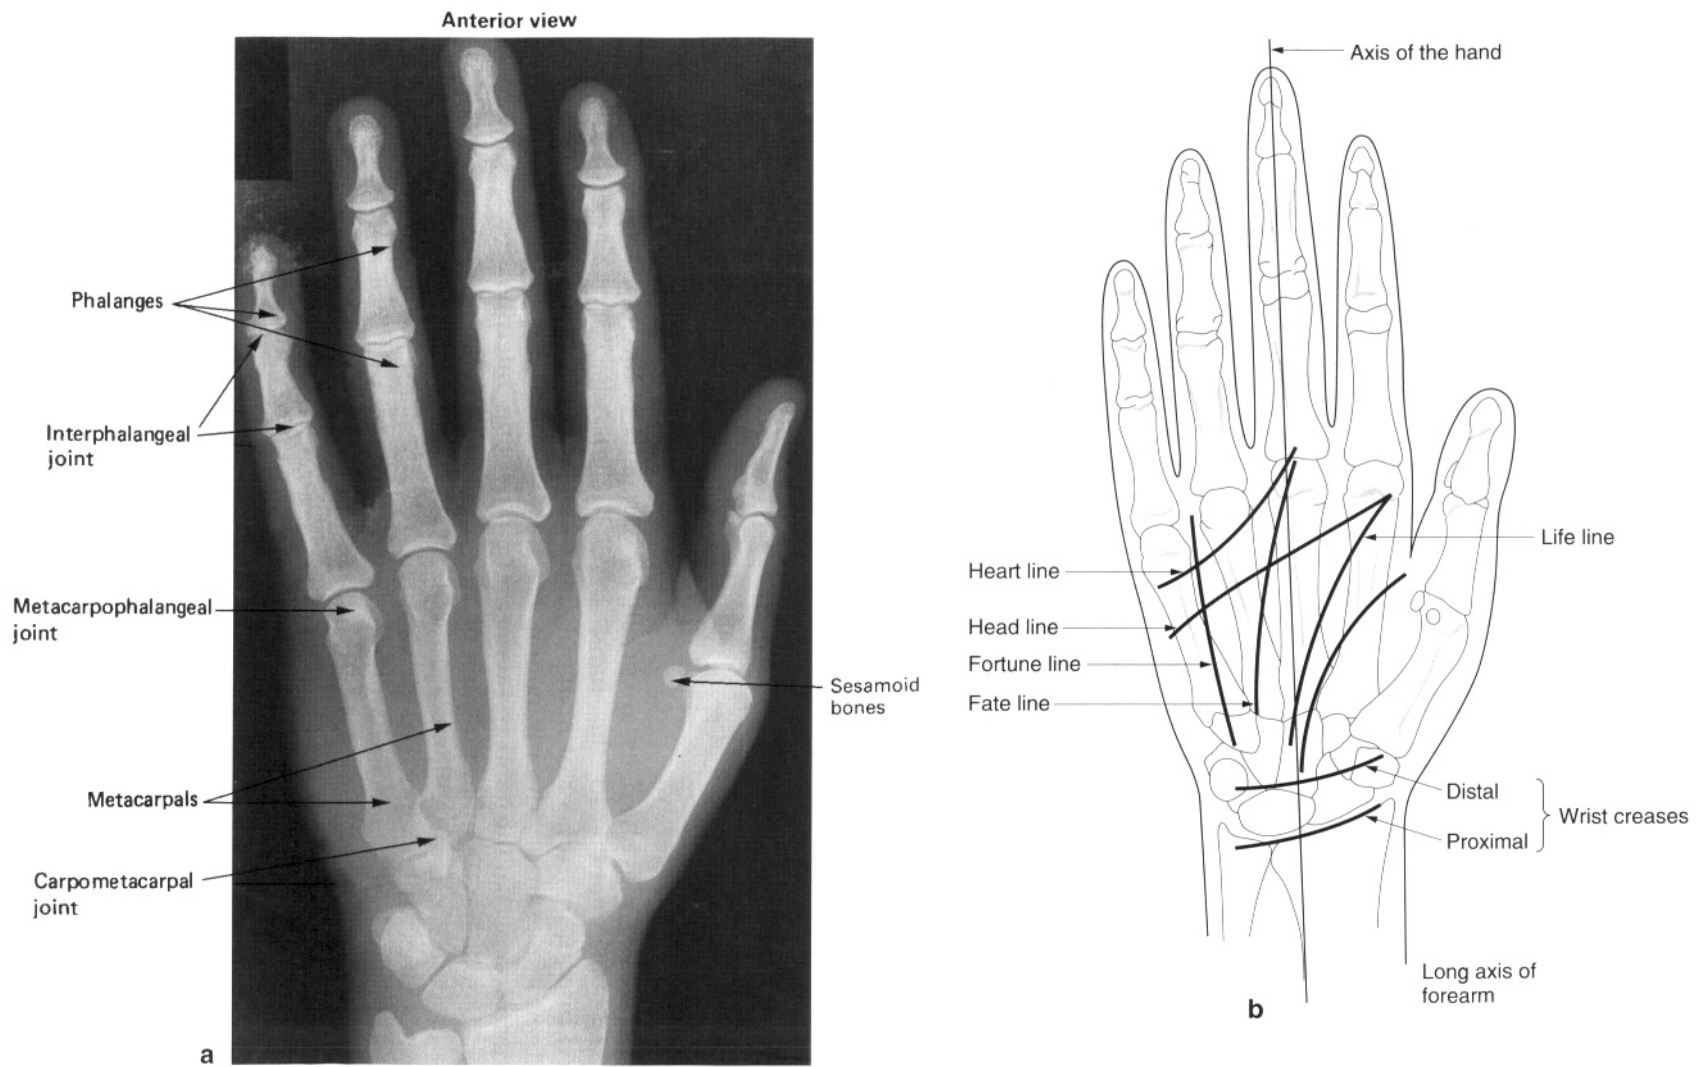 Anterior view
Phalanges
Interphalangeal
joint
Metacarpophalangeal
joint
Metacarpals
Carpometacarpal
joint
Sesamoid
bones
a
Axis of the hand
Life line
Heart line
Head line
Fortune line
Fate line
Distal
Wrist creases
Proximal
Long axis of
forearm
b